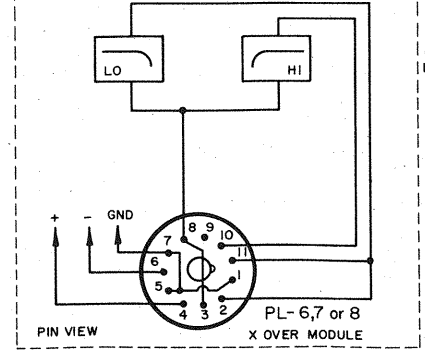 LO
HI
+ - GND
8 9 10
7 11
6 1
5
4 3 2
PL-6,7 or 8
PIN VIEW
X OVER MODULE